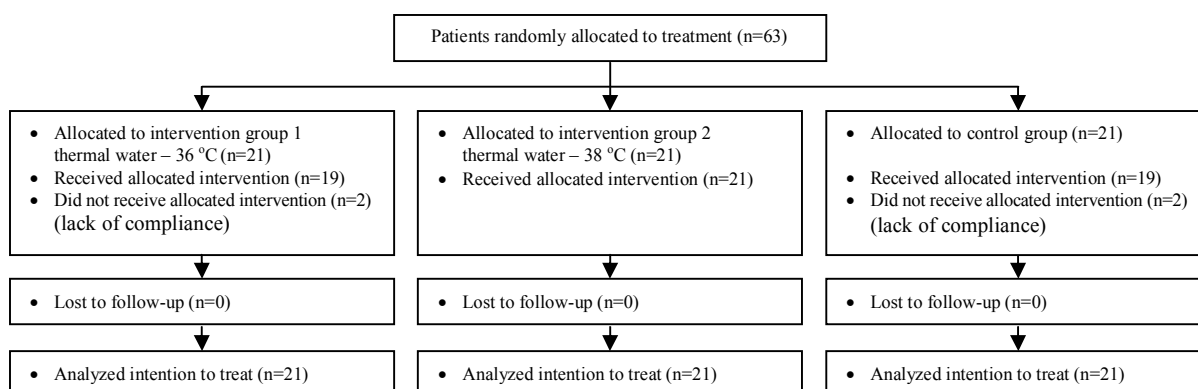 Patients randomly allocated to treatment (n=63)
• Allocated to intervention group 1
thermal water – 36 °C (n=21)
• Received allocated intervention (n=19)
• Did not receive allocated intervention (n=2)
(lack of compliance)
• Allocated to intervention group 2
thermal water – 38 °C (n=21)
• Received allocated intervention (n=21)
• Allocated to control group (n=21)
• Received allocated intervention (n=19)
• Did not receive allocated intervention (n=2)
(lack of compliance)
• Lost to follow-up (n=0)
• Lost to follow-up (n=0)
• Lost to follow-up (n=0)
• Analyzed intention to treat (n=21)
• Analyzed intention to treat (n=21)
• Analyzed intention to treat (n=21)